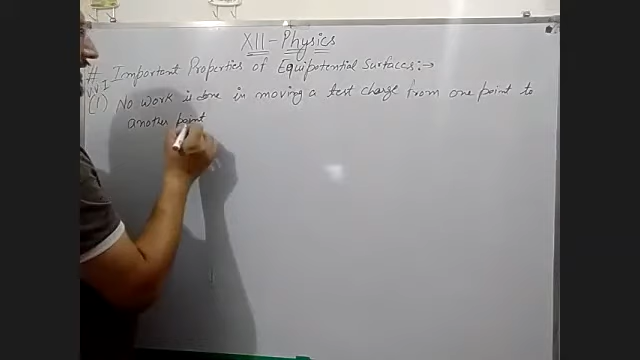 XII - Physics
# Important Properties of Equipotential Surfaces:→
VVI
(1) No work is done in moving a test charge from one point to
another point